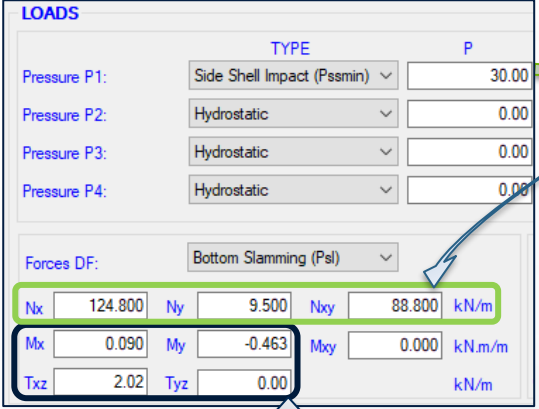 LOADS
TYPE P
Pressure P1: Side Shell Impact (Pssmin) 30.00
Pressure P2: Hydrostatic 0.00
Pressure P3: Hydrostatic 0.00
Pressure P4: Hydrostatic 0.00
Forces DF: Bottom Slamming (Psl)
Nx 124.800 Ny 9.500 Nxy 88.800 kN/m
Mx 0.090 My -0.463 Mxy 0.000 kN.m/m
Txz 2.02 Tyz 0.00 kN/m